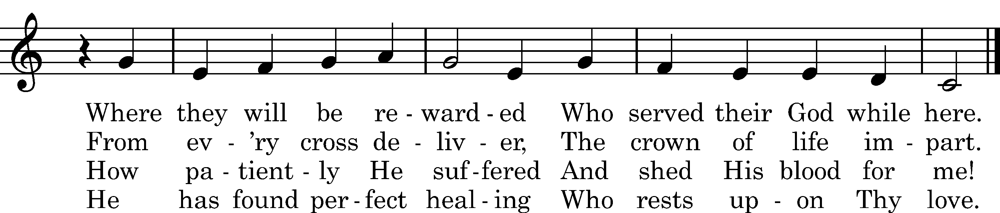 Where they will be re - ward - ed Who served their God while here.
From ev - ’ry cross de - liv - er, The crown of life im - part.
How pa - tient - ly He suf - fered And shed His blood for me!
He has found per - fect heal - ing Who rests up - on Thy love.